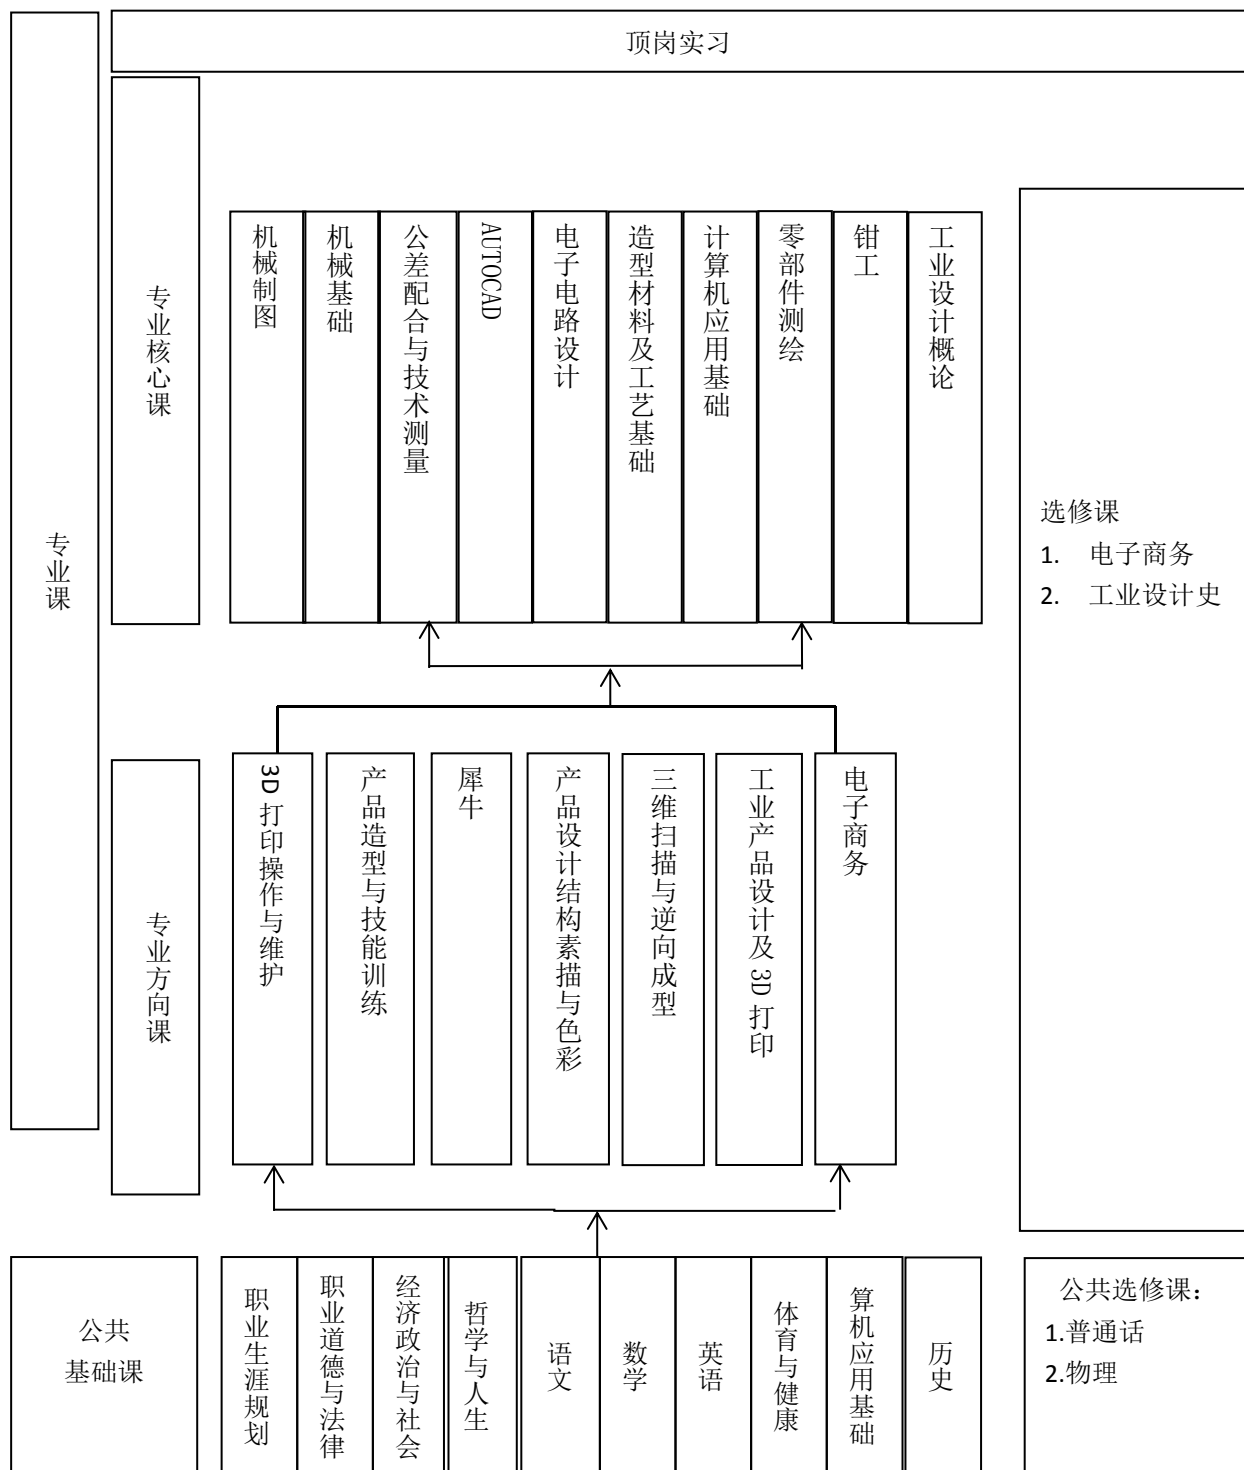 顶岗实习
专业课
专业核心课
机械制图
机械基础
公差配合与技术测量
AUTOCAD
电子电路设计
造型材料及工艺基础
计算机应用基础
零部件测绘
钳工
工业设计概论
选修课
1. 电子商务
2. 工业设计史
专业方向课
3D 打印操作与维护
产品造型与技能训练
犀牛
产品设计结构素描与色彩
三维扫描与逆向成型
工业产品设计及 3D 打印
电子商务
公共
基础课
职业生涯规划
职业道德与法律
经济政治与社会
哲学与人生
语文
数学
英语
体育与健康
算机应用基础
历史
公共选修课：
1.普通话
2.物理